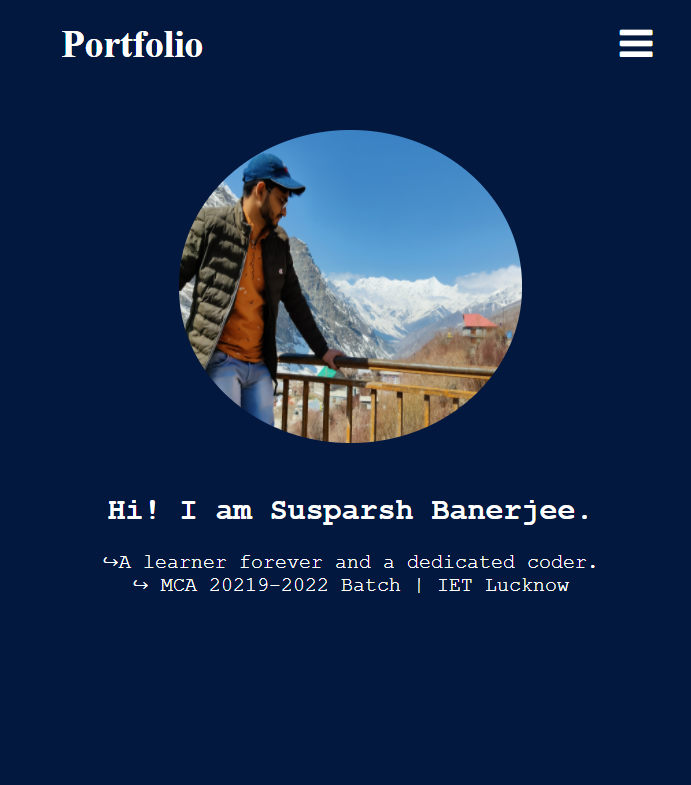 Portfolio
Hi! I am Susparsh Banerjee.
↪A learner forever and a dedicated coder.
↪ MCA 20219-2022 Batch | IET Lucknow